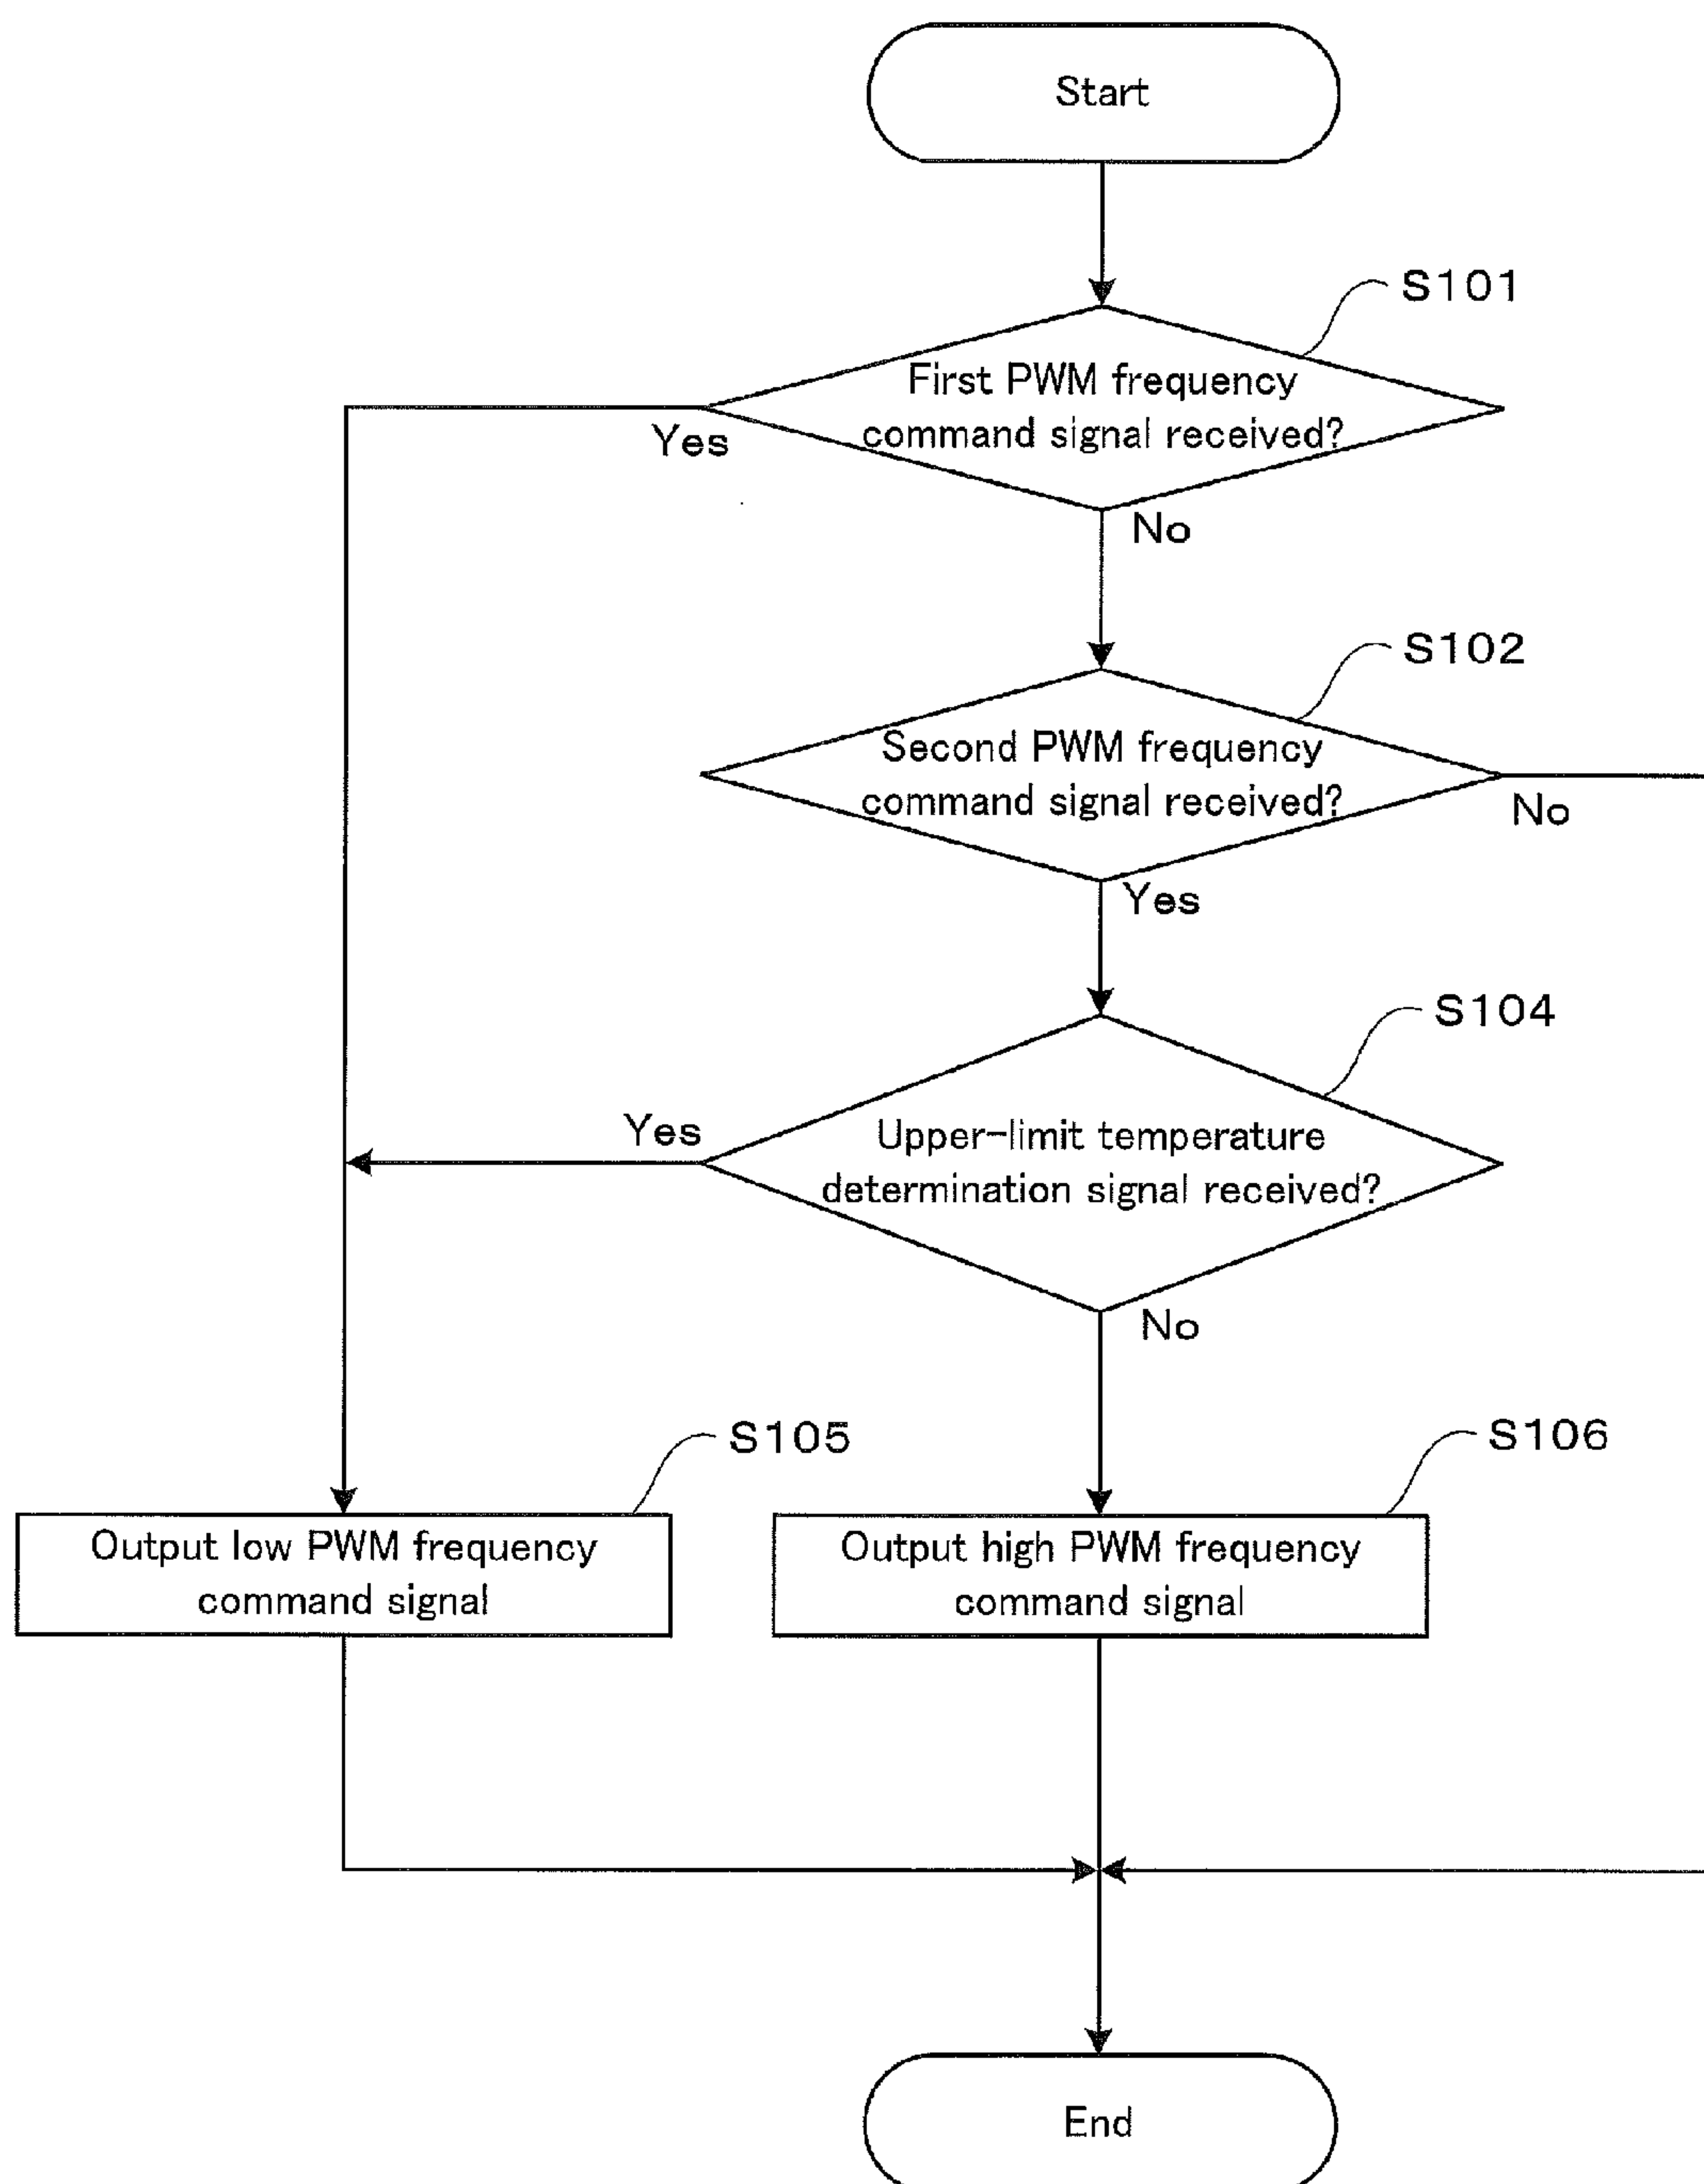 Start
S101
First PWM frequency
command signal received?
Yes
No
S102
Second PWM frequency
command signal received?
No
Yes
S104
Upper-limit temperature
determination signal received?
Yes
No
S105
Output low PWM frequency
command signal
S106
Output high PWM frequency
command signal
End